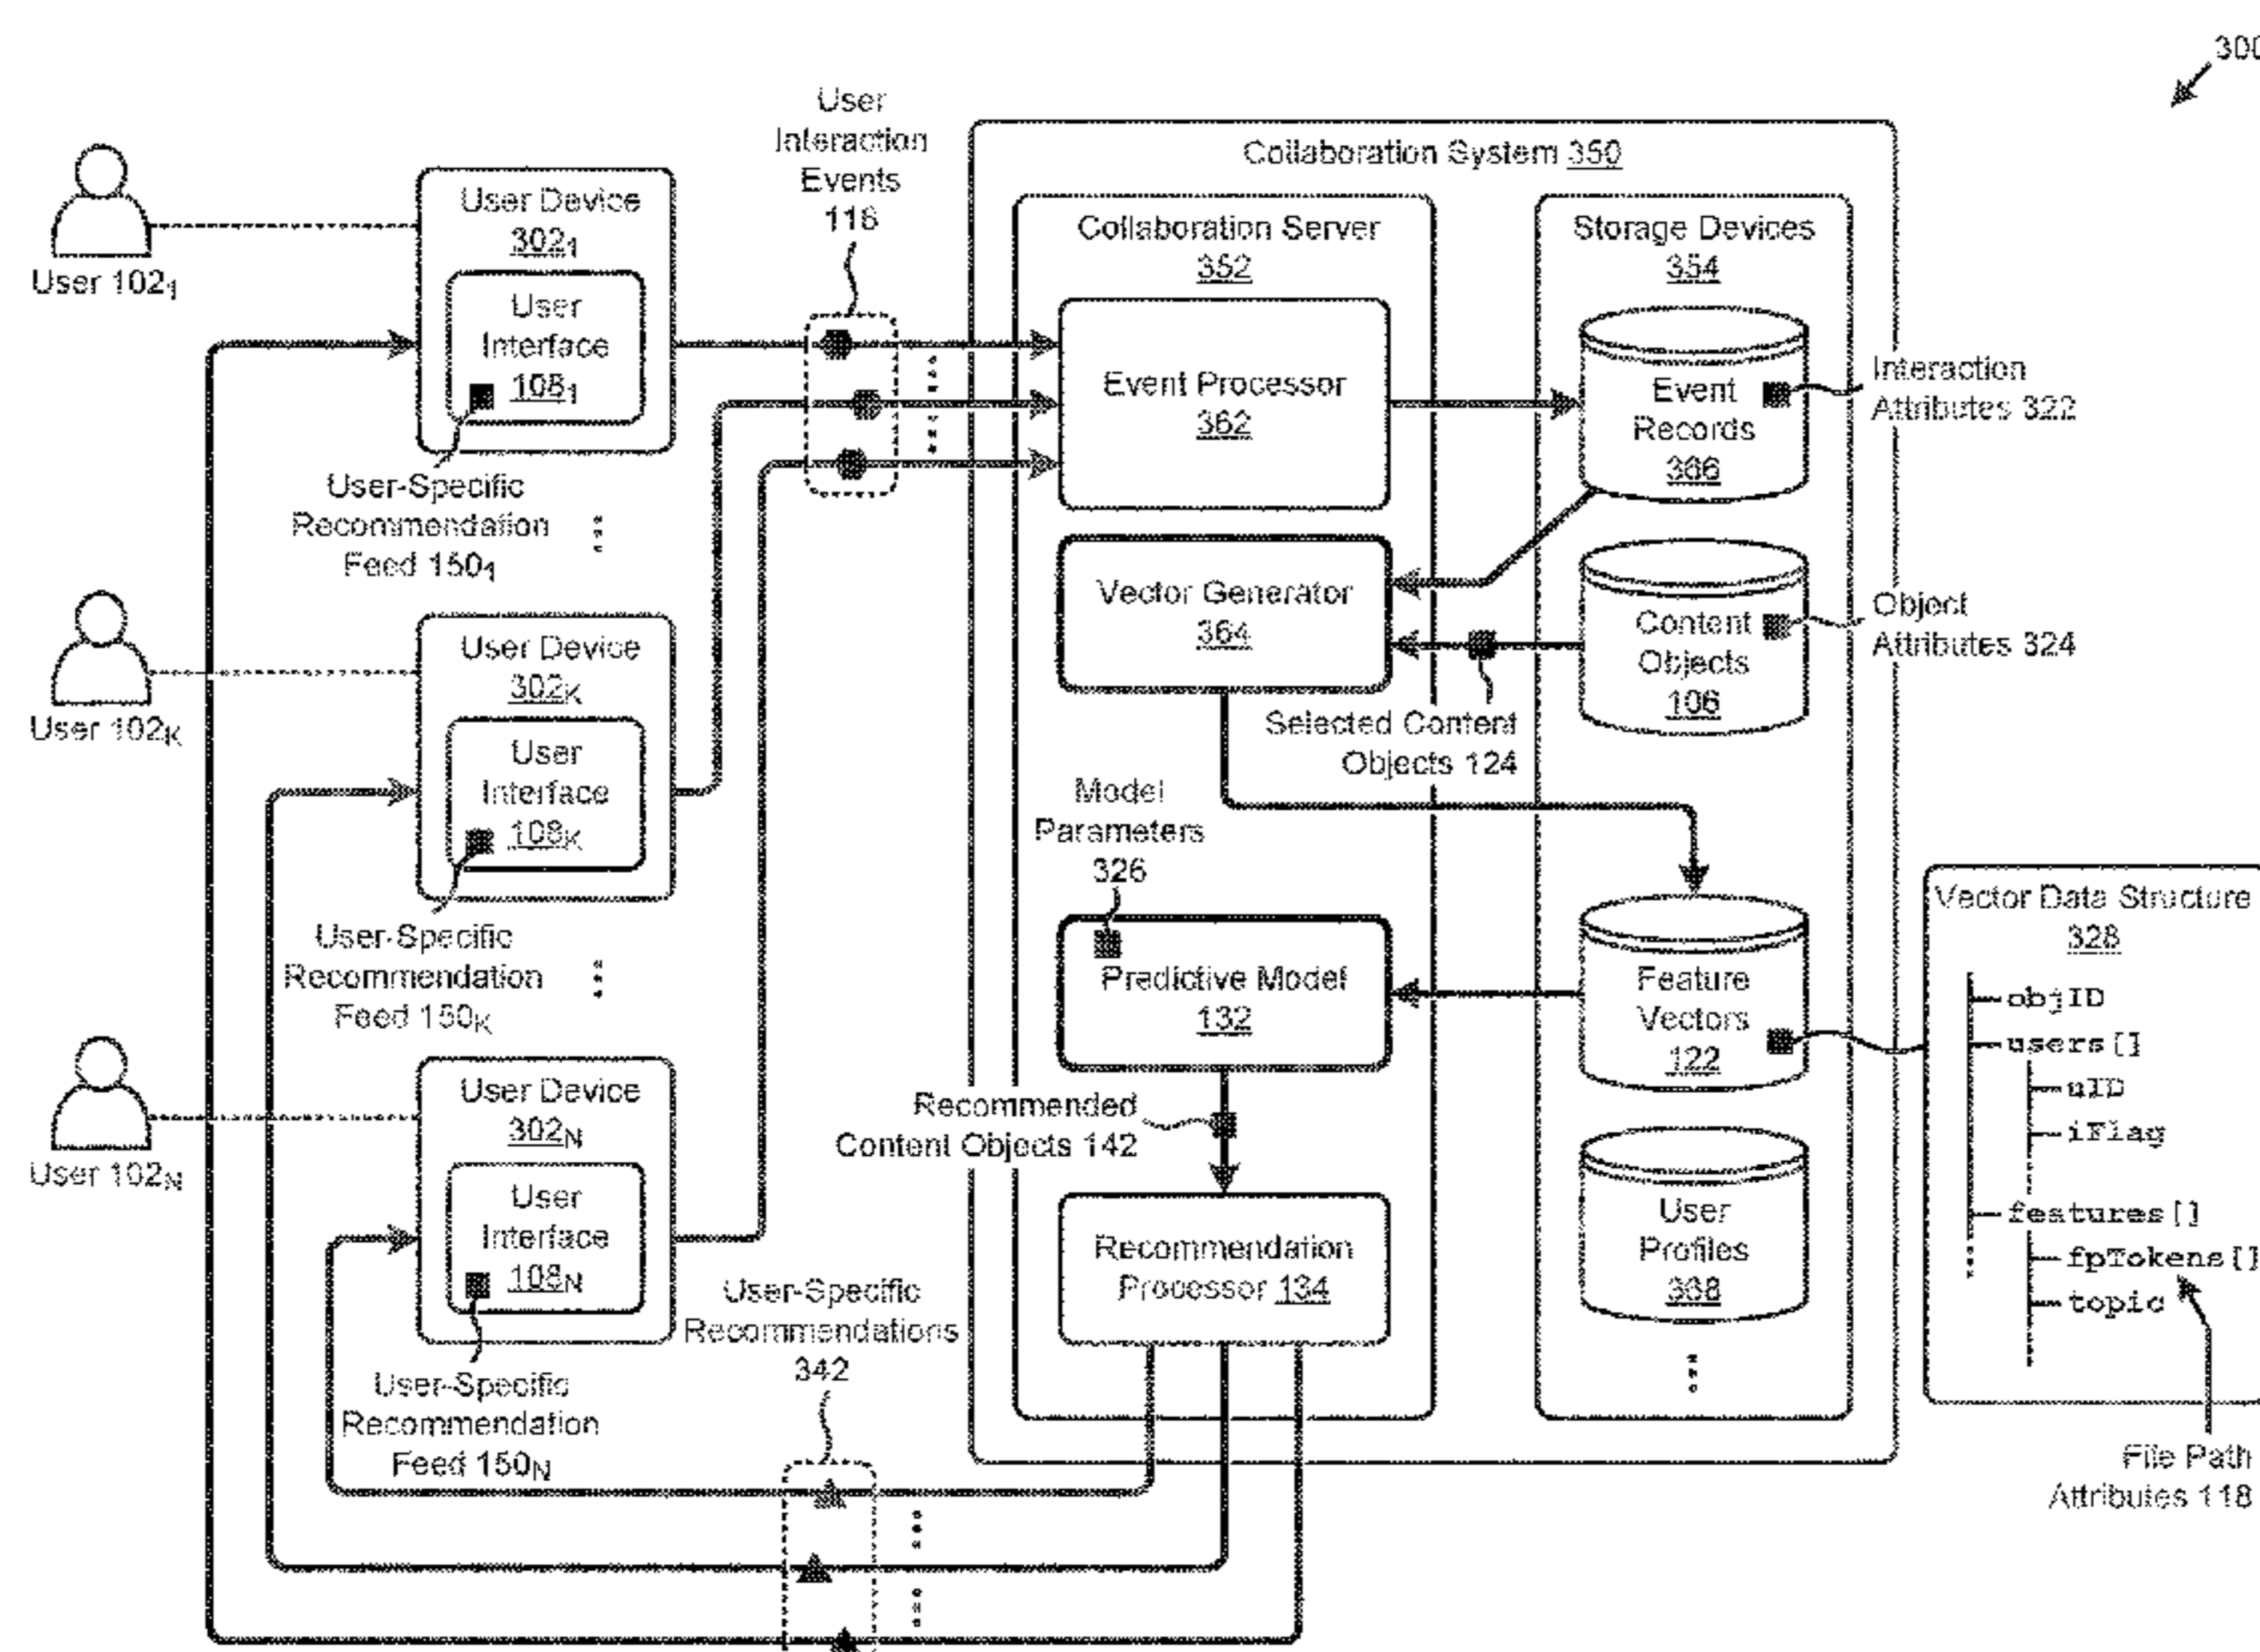 300
User
Interaction
Events
116
Collaboration System 350
User Device
302₁
User
Interface
108₁
User 102₁
User-Specific
Recommendation
Feed 150₁
Collaboration Server
352
Event Processor
362
Storage Devices
354
Event
Records
366
Interaction
Attributes 322
Vector Generator
364
Content
Objects
106
Object
Attributes 324
Selected Content
Objects 124
User Device
302K
User
Interface
108K
User 102K
User-Specific
Recommendation
Feed 150K
Model
Parameters
326
Predictive Model
132
Feature
Vectors
122
Vector Data Structure
328
objID
users[]
uID
iFlag
features[]
fpTokens[]
topic
File Path
Attributes 118
User Device
302N
User
Interface
108N
User 102N
User-Specific
Recommendation
Feed 150N
Recommended
Content Objects 142
Recommendation
Processor 134
User
Profiles
368
User-Specific
Recommendations
342